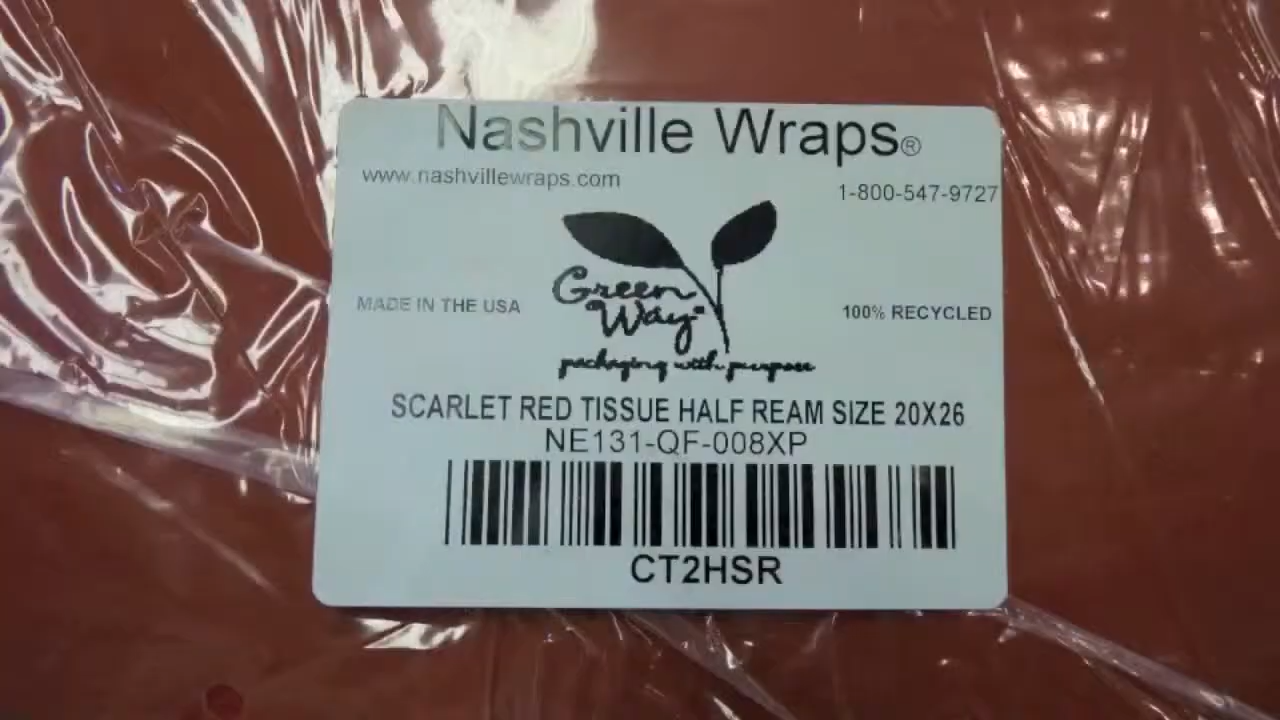 Nashville Wraps®
www.nashvillewraps.com
1-800-547-9727
Green
Way
MADE IN THE USA
100% RECYCLED
packaging with purpose
SCARLET RED TISSUE HALF REAM SIZE 20X26
NE131-QF-008XP
CT2HSR